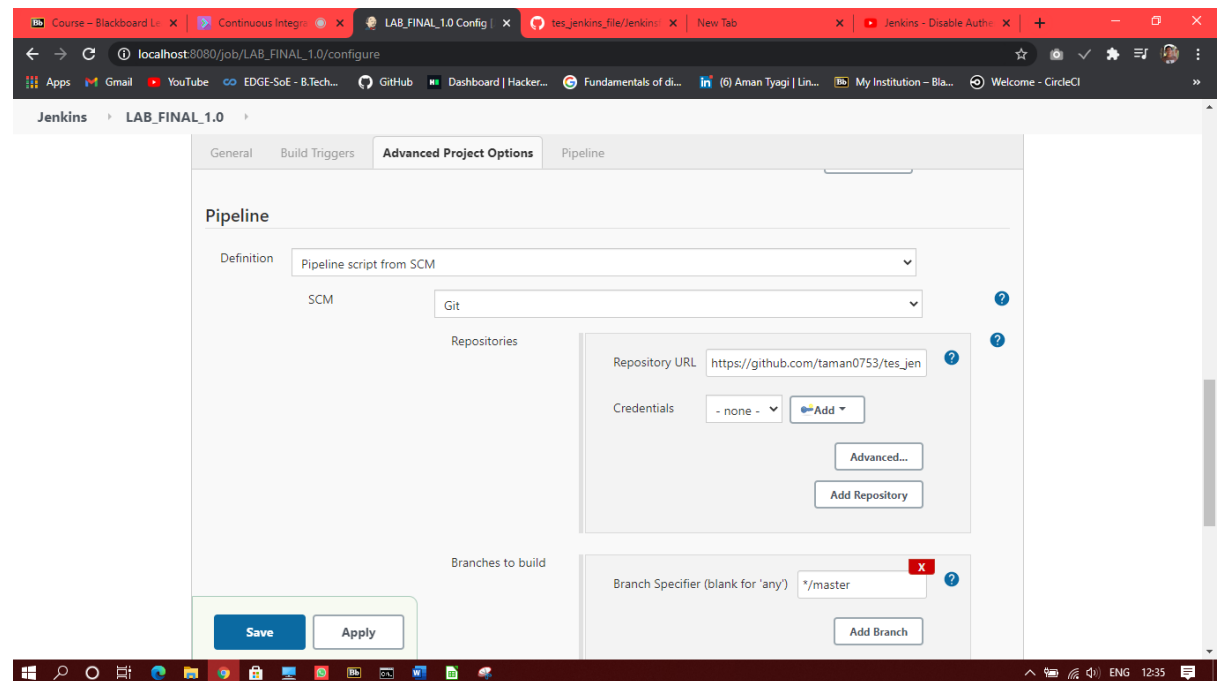 Course – Blackboard Le
Continuous Integra
LAB_FINAL_1.0 Config [
tes_jenkins_file/Jenkins
New Tab
Jenkins - Disable Authe
localhost:8080/job/LAB_FINAL_1.0/configure
Apps
Gmail
YouTube
EDGE-SoE - B.Tech...
GitHub
Dashboard | Hacker...
Fundamentals of di...
(6) Aman Tyagi | Lin...
My Institution – Bla...
Welcome - CircleCI
»
Jenkins
LAB_FINAL_1.0
General
Build Triggers
Advanced Project Options
Pipeline
Pipeline
Definition
Pipeline script from SCM
SCM
Git
Repositories
Repository URL
https://github.com/taman0753/tes_jen
Credentials
- none -
Add
Advanced...
Add Repository
Branches to build
X
Branch Specifier (blank for 'any')
*/master
Save
Apply
Add Branch
ENG
12:35